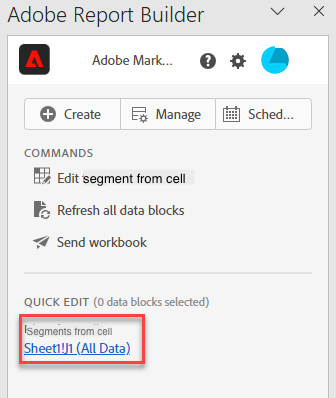 Adobe Report Builder
Adobe Mark...
Create
Manage
Sched...
COMMANDS
Edit segment from cell
Refresh all data blocks
Send workbook
QUICK EDIT (0 data blocks selected)
Segments from cell
Sheet1!J1 (All Data)